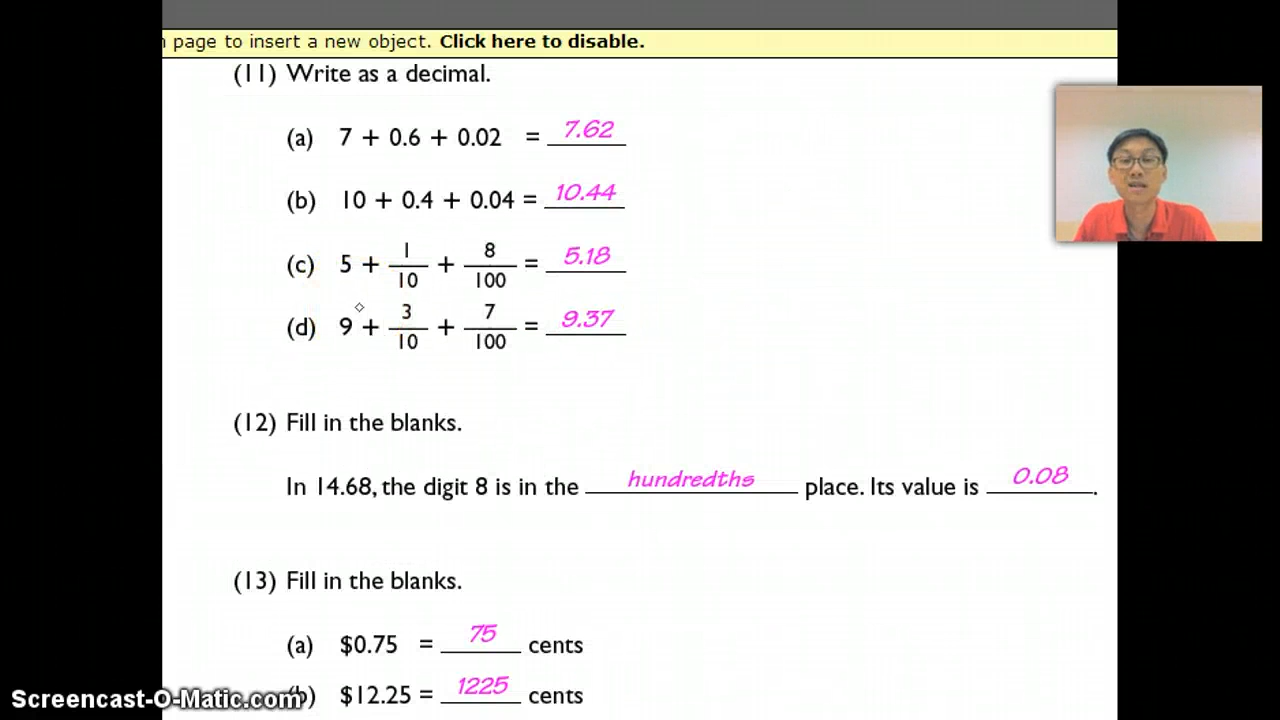 page to insert a new object. Click here to disable.
(11) Write as a decimal.
(a) 7 + 0.6 + 0.02 = 7.62
(b) 10 + 0.4 + 0.04 = 10.44
(c) 5 + 1/10 + 8/100 = 5.18
(d) 9 + 3/10 + 7/100 = 9.37
(12) Fill in the blanks.
In 14.68, the digit 8 is in the hundredths place. Its value is 0.08.
(13) Fill in the blanks.
(a) $0.75 = 75 cents
(b) $12.25 = 1225 cents
Screencast-O-Matic.com